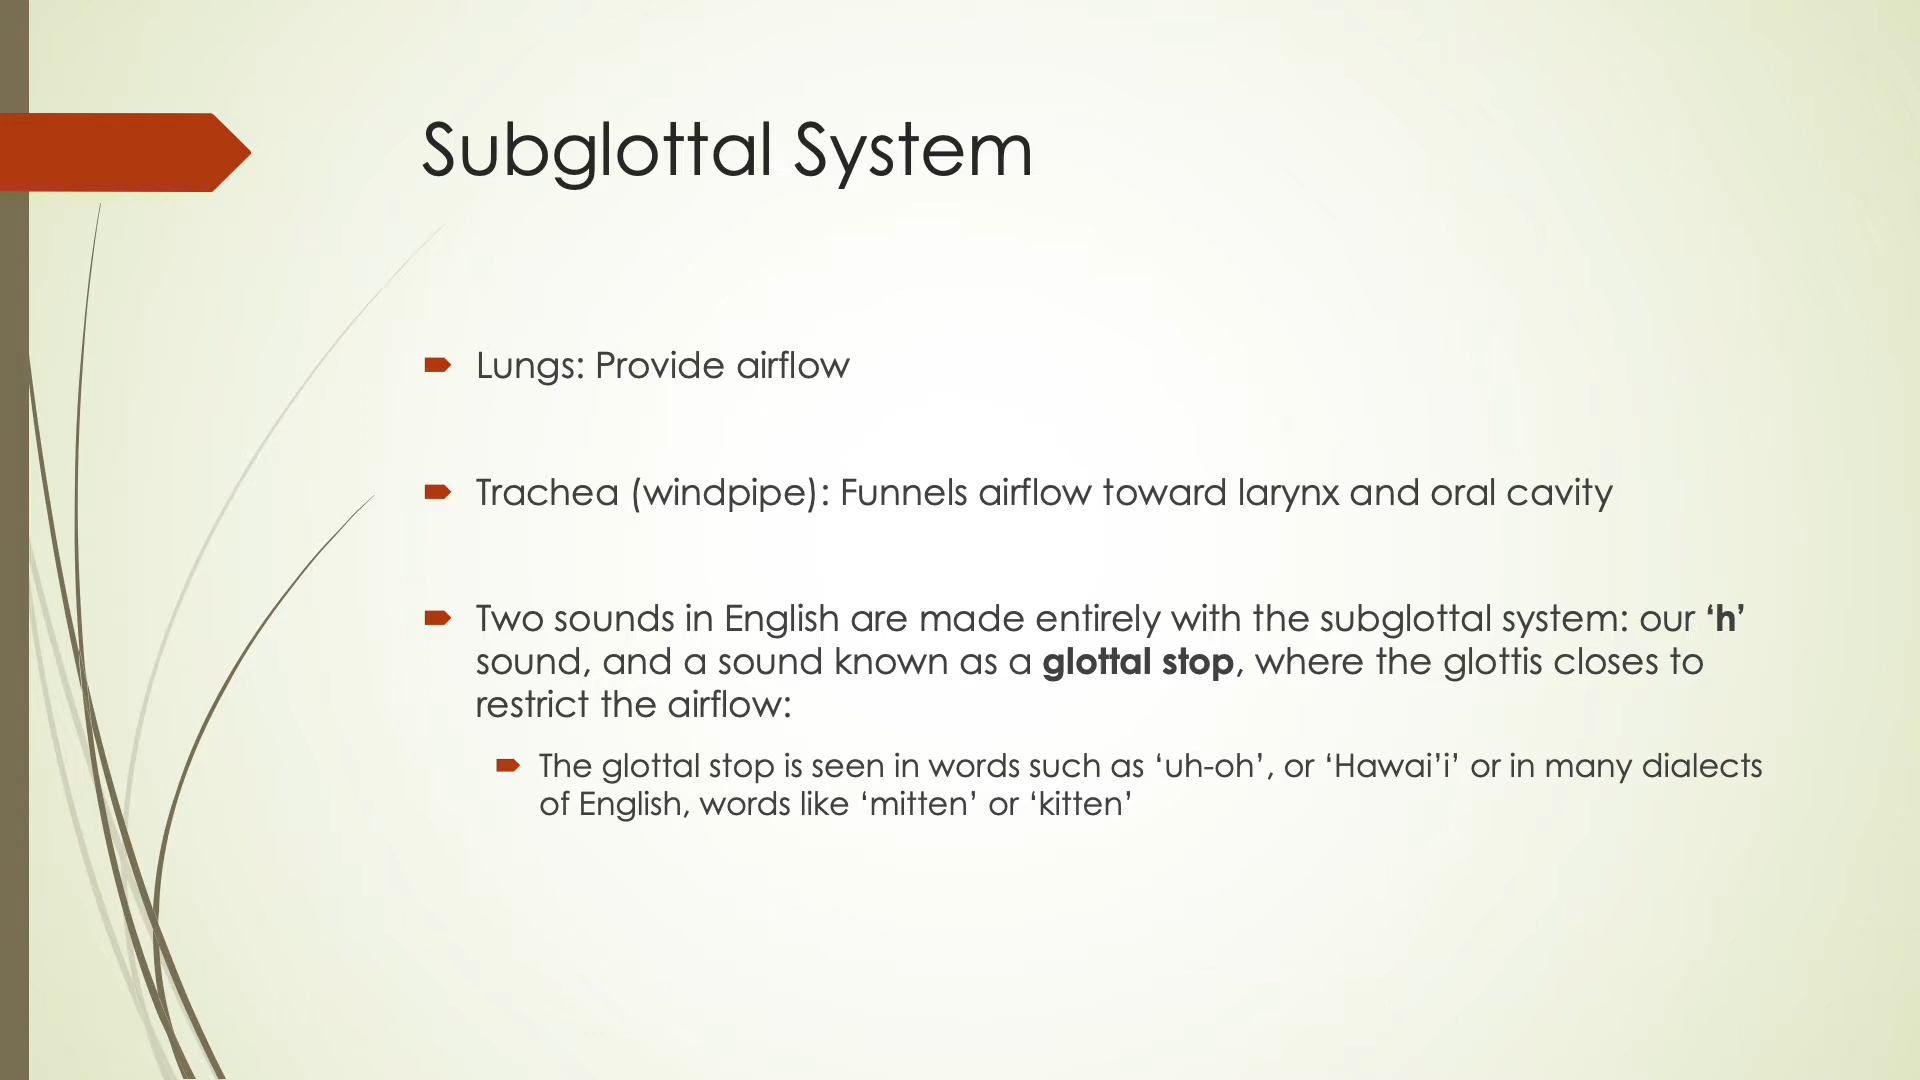 Subglottal System
Lungs: Provide airflow
Trachea (windpipe): Funnels airflow toward larynx and oral cavity
Two sounds in English are made entirely with the subglottal system: our ‘h’
sound, and a sound known as a glottal stop, where the glottis closes to
restrict the airflow:
The glottal stop is seen in words such as ‘uh-oh’, or ‘Hawai’i’ or in many dialects
of English, words like ‘mitten’ or ‘kitten’